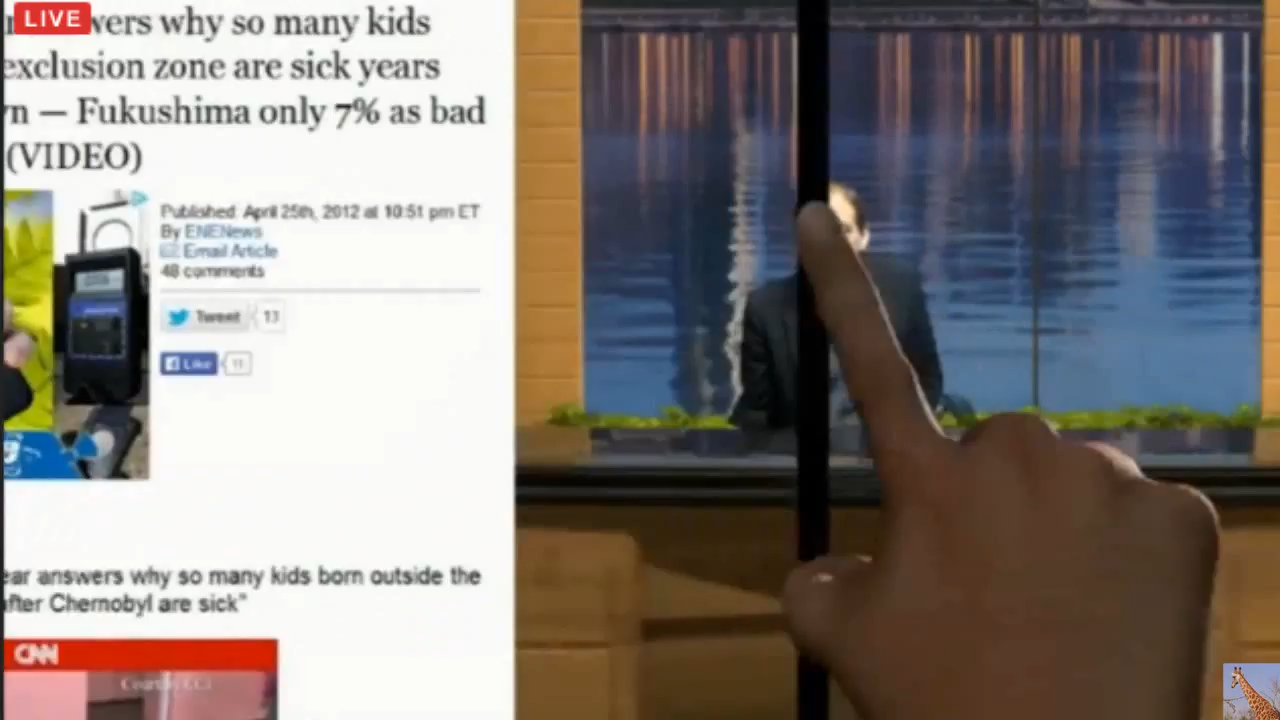 LIVE
wers why so many kids
exclusion zone are sick years
n — Fukushima only 7% as bad
(VIDEO)
Published: April 25th, 2012 at 10:51 pm ET
By ENENews
Email Article
48 comments
Tweet 13
Like 11
ear answers why so many kids born outside the
after Chernobyl are sick"
CNN